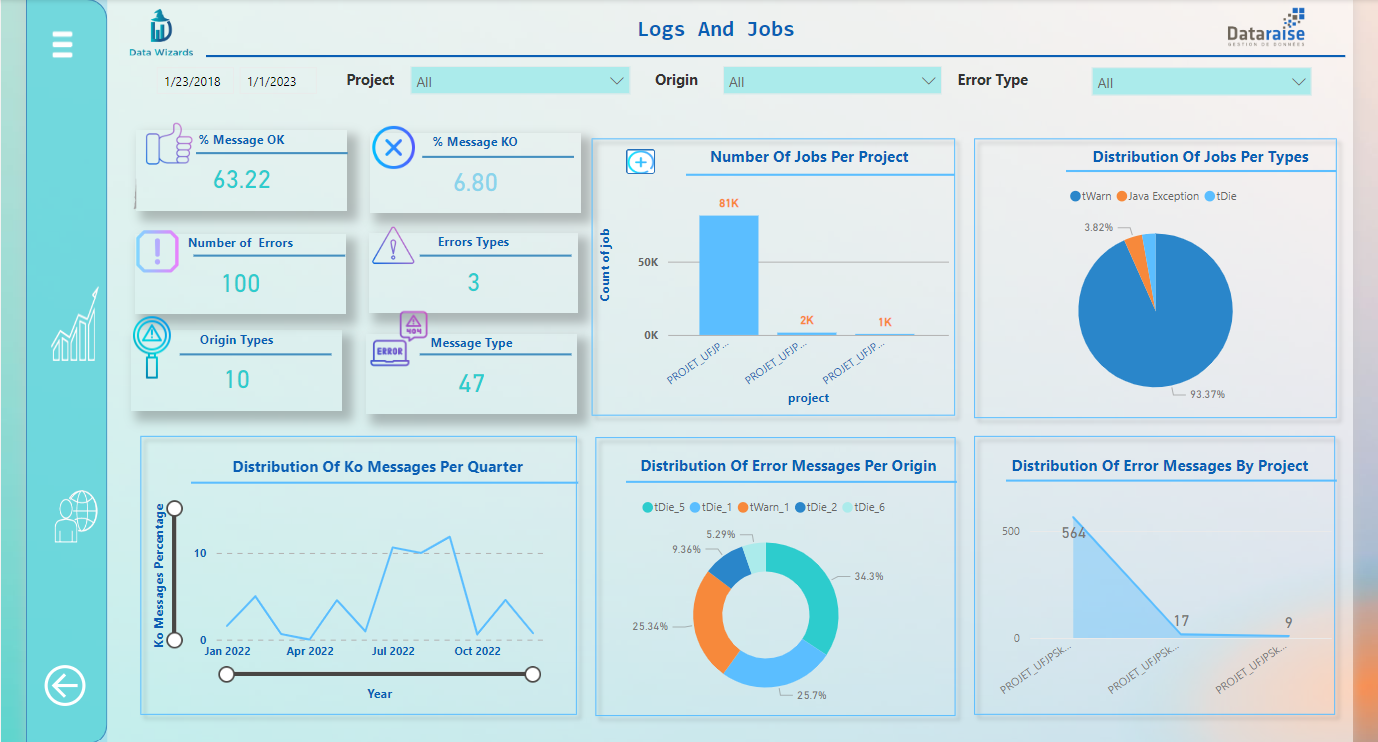 Logs And Jobs
Data Wizards
Dataraise
GESTION DE DONNÉES
1/23/2018
1/1/2023
Project
All
Origin
All
Error Type
All
% Message OK
63.22
% Message KO
6.80
Number of Errors
100
Errors Types
3
Origin Types
10
404
ERROR
Message Type
47
Number Of Jobs Per Project
Count of job
50K
0K
81K
2K
1K
PROJET_UFJP...
PROJET_UFJP...
PROJET_UFJP...
project
Distribution Of Jobs Per Types
tWarn
Java Exception
tDie
3.82%
93.37%
Distribution Of Ko Messages Per Quarter
Ko Messages Percentage
10
0
Jan 2022
Apr 2022
Jul 2022
Oct 2022
Year
Distribution Of Error Messages Per Origin
tDie_5
tDie_1
tWarn_1
tDie_2
tDie_6
5.29%
9.36%
34.3%
25.34%
25.7%
Distribution Of Error Messages By Project
500
0
564
17
9
PROJET_UFJPSk...
PROJET_UFJPSk...
PROJET_UFJPSk...